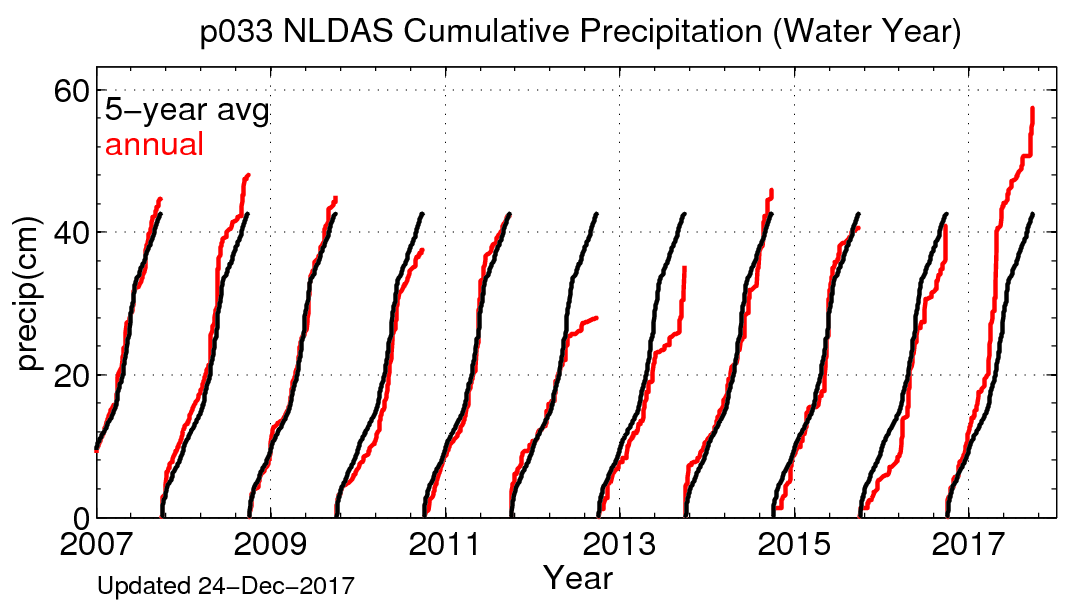 p033 NLDAS Cumulative Precipitation (Water Year)
60
5−year avg
annual
40
precip(cm)
20
0
2007 2009 2011 2013 2015 2017
Year
Updated 24−Dec−2017